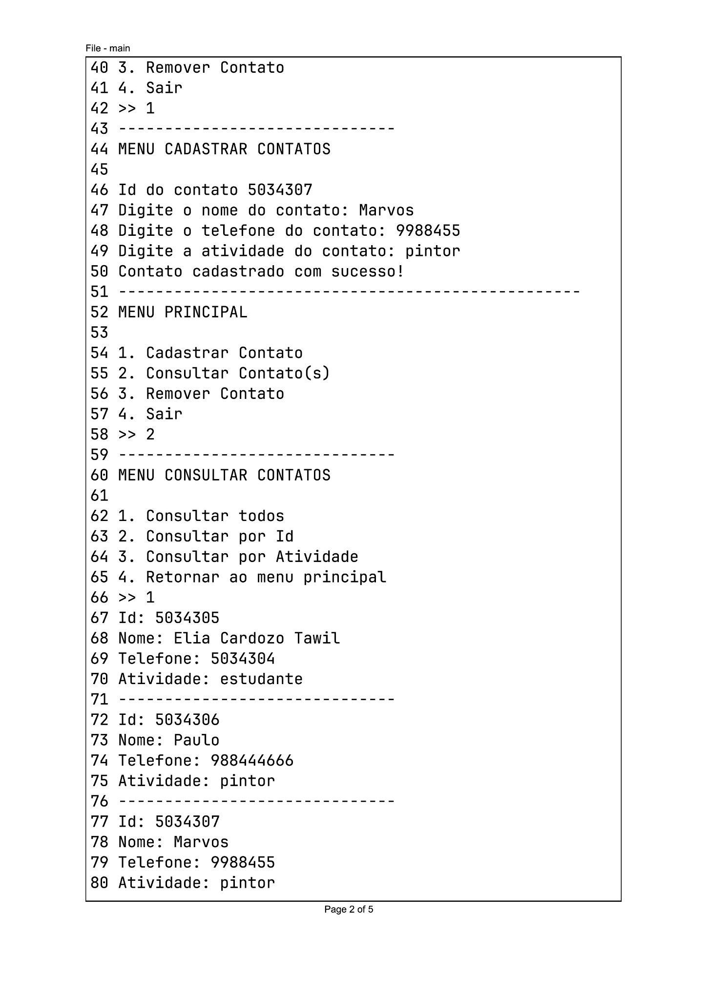 File - main
40 3. Remover Contato
41 4. Sair
42 >> 1
43 ------------------------------
44 MENU CADASTRAR CONTATOS
45
46 Id do contato 5034307
47 Digite o nome do contato: Marvos
48 Digite o telefone do contato: 9988455
49 Digite a atividade do contato: pintor
50 Contato cadastrado com sucesso!
51 --------------------------------------------------
52 MENU PRINCIPAL
53
54 1. Cadastrar Contato
55 2. Consultar Contato(s)
56 3. Remover Contato
57 4. Sair
58 >> 2
59 ------------------------------
60 MENU CONSULTAR CONTATOS
61
62 1. Consultar todos
63 2. Consultar por Id
64 3. Consultar por Atividade
65 4. Retornar ao menu principal
66 >> 1
67 Id: 5034305
68 Nome: Elia Cardozo Tawil
69 Telefone: 5034304
70 Atividade: estudante
71 ------------------------------
72 Id: 5034306
73 Nome: Paulo
74 Telefone: 988444666
75 Atividade: pintor
76 ------------------------------
77 Id: 5034307
78 Nome: Marvos
79 Telefone: 9988455
80 Atividade: pintor
Page 2 of 5